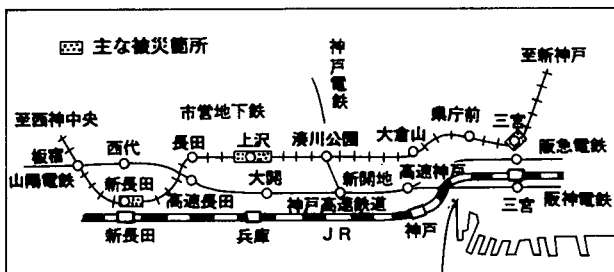 主な被災箇所
神戸電鉄
至新神戸
至西神中央
市営地下鉄
県庁前
三宮
板宿
西代
長田
上沢
湊川公園
大倉山
阪急電鉄
山陽電鉄
新長田
高速長田
大開
新開地
高速神戸
神戸高速鉄道
三宮
阪神電鉄
新長田
兵庫
JR
神戸